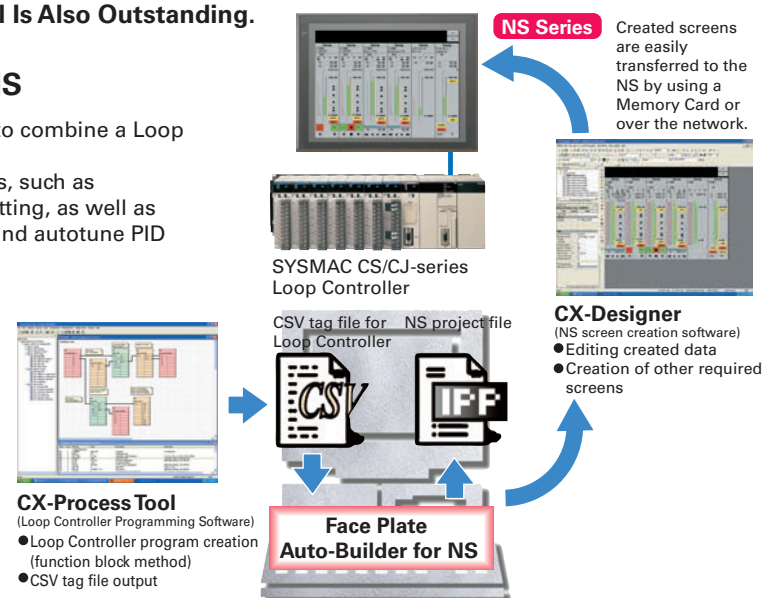 l Is Also Outstanding.
NS Series
Created screens
are easily
transferred to the
NS by using a
Memory Card or
over the network.
to combine a Loop
s, such as
tting, as well as
and autotune PID
SYSMAC CS/CJ-series
Loop Controller
CSV tag file for
Loop Controller
NS project file
CSV
IPP
CX-Designer
(NS screen creation software)
●Editing created data
●Creation of other required
screens
CX-Process Tool
(Loop Controller Programming Software)
●Loop Controller program creation
(function block method)
●CSV tag file output
Face Plate
Auto-Builder for NS